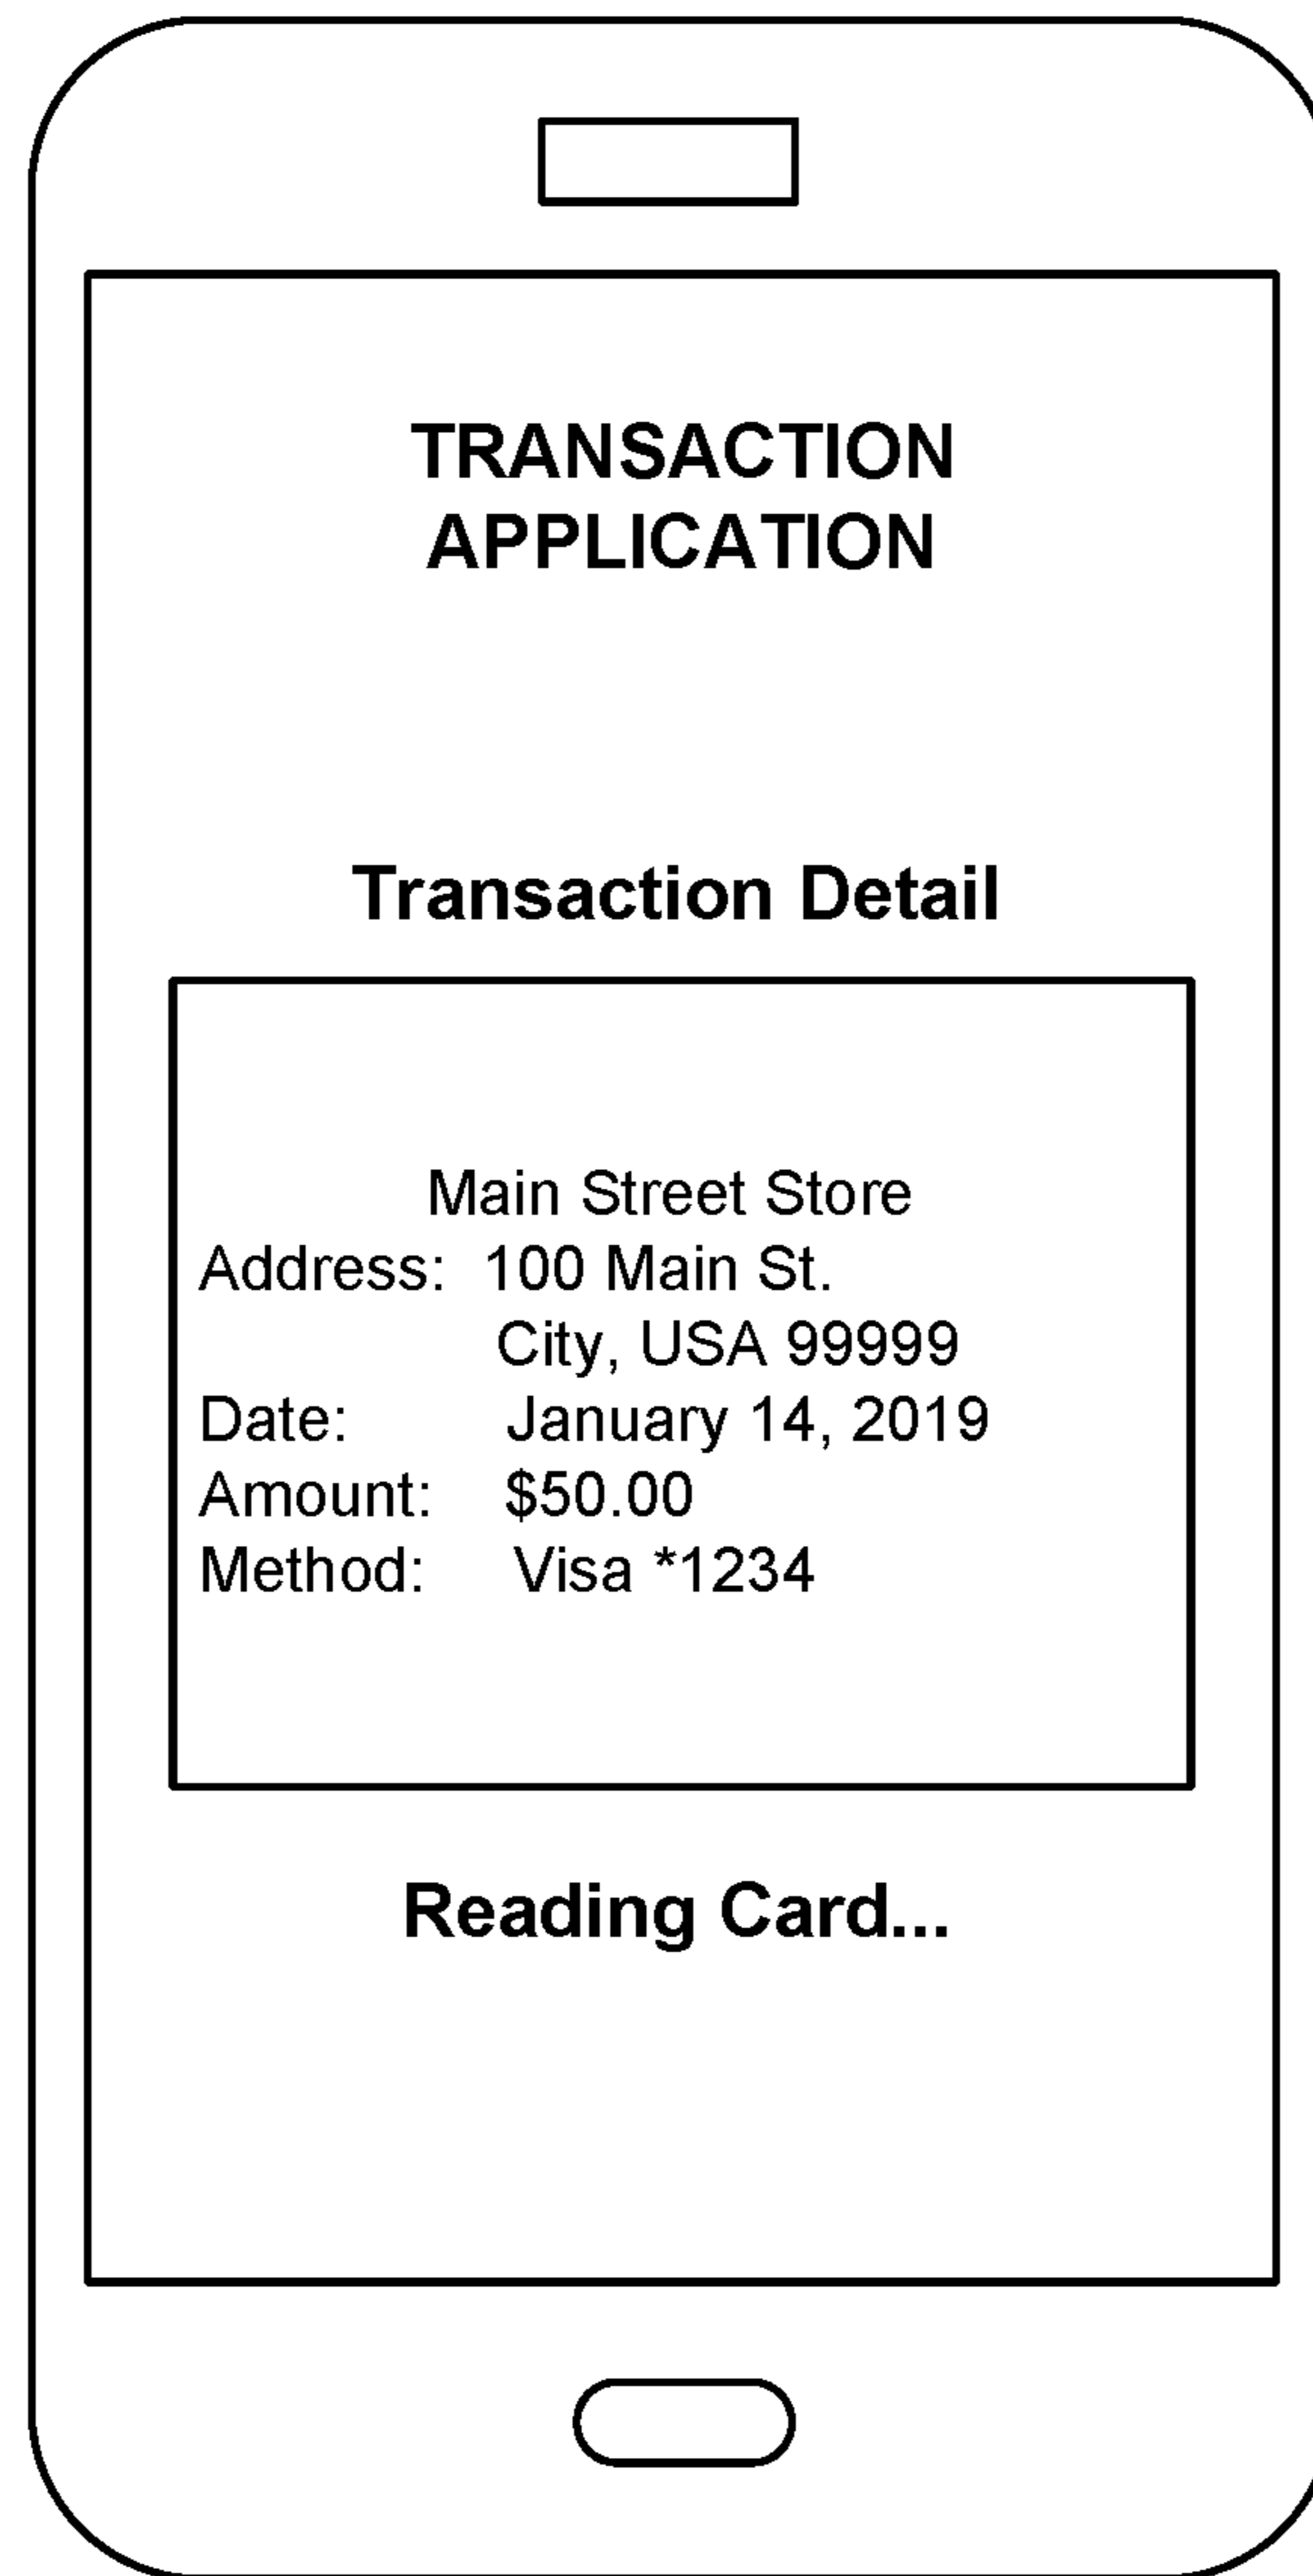 TRANSACTION
APPLICATION
Transaction Detail
Main Street Store
Address: 100 Main St.
City, USA 99999
Date: January 14, 2019
Amount: $50.00
Method: Visa *1234
Reading Card...